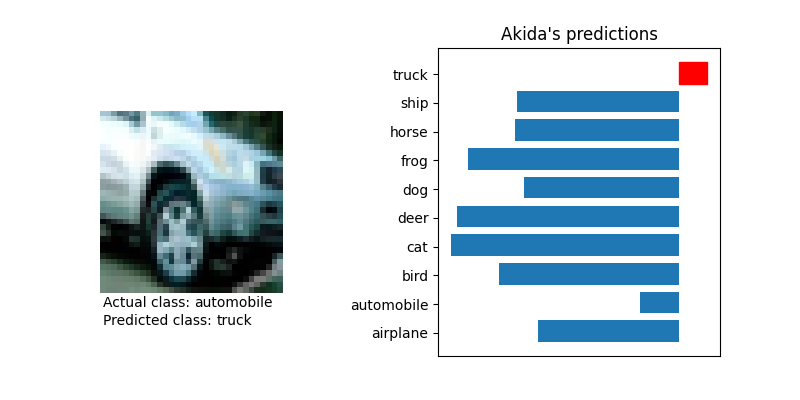 Akida's predictions
truck
ship
horse
frog
dog
deer
cat
bird
automobile
airplane
Actual class: automobile
Predicted class: truck